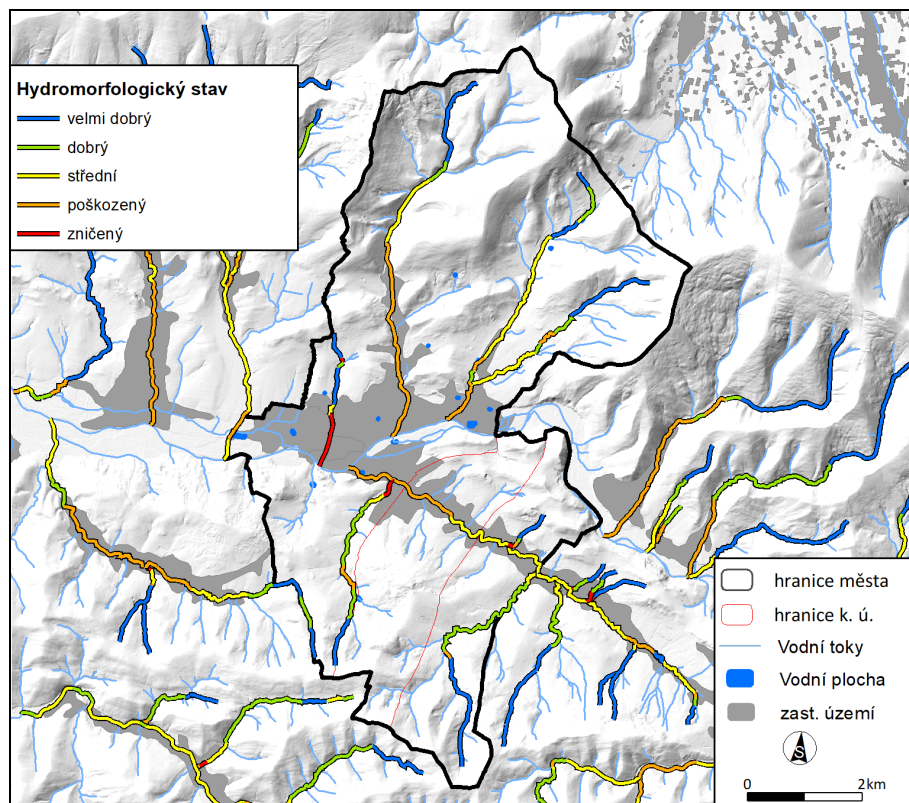 Hydromorfologický stav
velmi dobrý
dobrý
střední
poškozený
zničený
hranice města
hranice k. ú.
Vodní toky
Vodní plocha
zast. území
S
0 2km